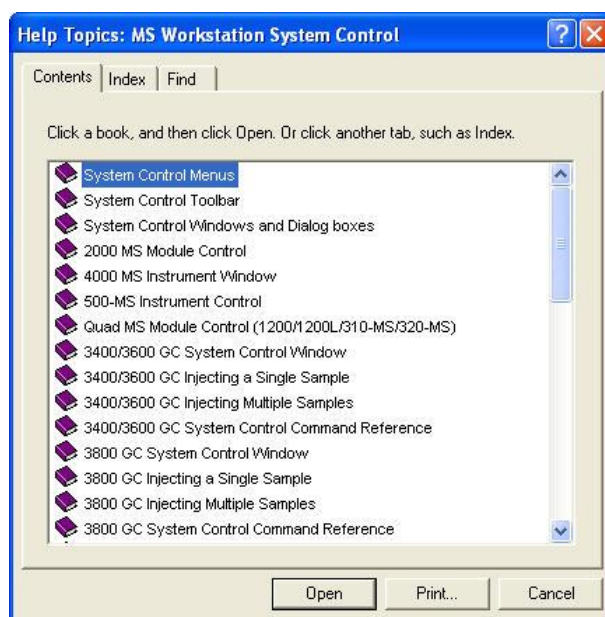 Help Topics: MS Workstation System Control
Contents Index Find
Click a book, and then click Open. Or click another tab, such as Index.
System Control Menus
System Control Toolbar
System Control Windows and Dialog boxes
2000 MS Module Control
4000 MS Instrument Window
500-MS Instrument Control
Quad MS Module Control (1200/1200L/310-MS/320-MS)
3400/3600 GC System Control Window
3400/3600 GC Injecting a Single Sample
3400/3600 GC Injecting Multiple Samples
3400/3600 GC System Control Command Reference
3800 GC System Control Window
3800 GC Injecting a Single Sample
3800 GC Injecting Multiple Samples
3800 GC System Control Command Reference
Open Print... Cancel